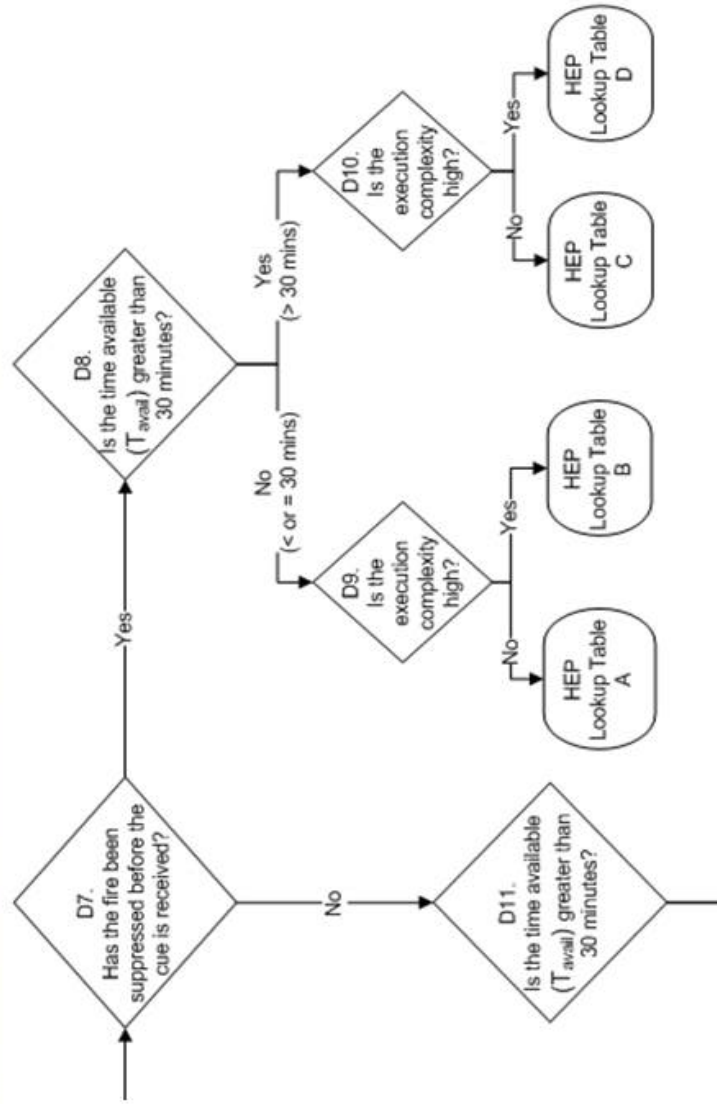 D7.
Has the fire been
suppressed before the
cue is received?
Yes
No
D8.
Is the time available
(Tavail) greater than
30 minutes?
No
(< or = 30 mins)
Yes
(> 30 mins)
D9.
Is the
execution
complexity
high?
No
Yes
HEP
Lookup Table
A
HEP
Lookup Table
B
D10.
Is the
execution
complexity
high?
No
Yes
HEP
Lookup Table
C
HEP
Lookup Table
D
D11.
Is the time available
(Tavail) greater than
30 minutes?